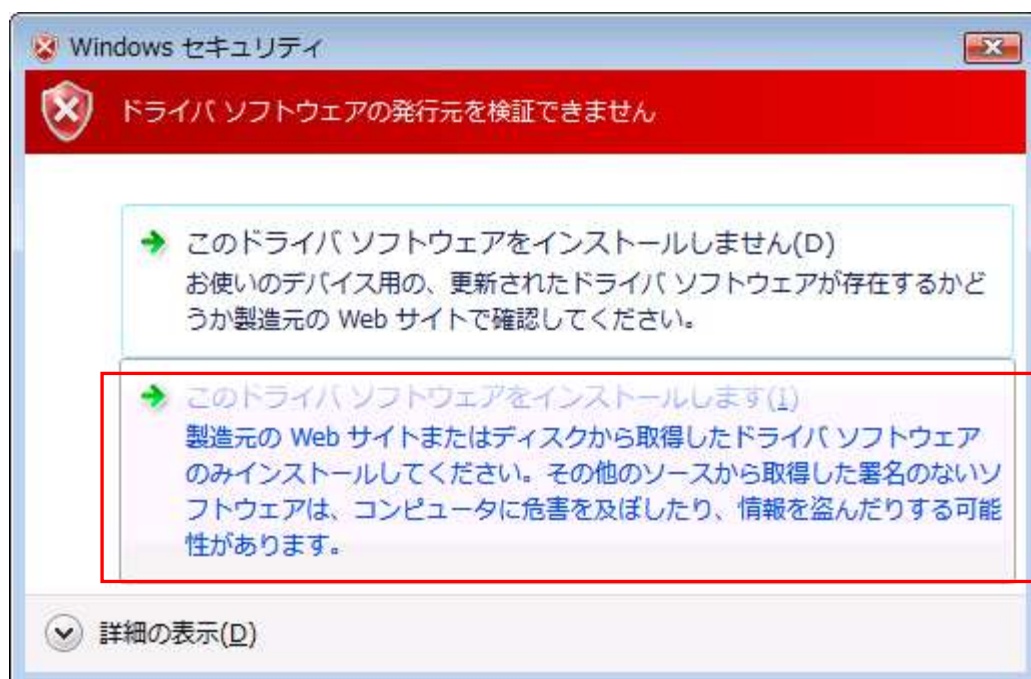 Windows セキュリティ
ドライバ ソフトウェアの発行元を検証できません
このドライバ ソフトウェアをインストールしません(D)
お使いのデバイス用の、更新されたドライバ ソフトウェアが存在するかど
うか製造元の Web サイトで確認してください。
このドライバ ソフトウェアをインストールします(I)
製造元の Web サイトまたはディスクから取得したドライバ ソフトウェア
のみインストールしてください。その他のソースから取得した署名のないソ
フトウェアは、コンピュータに危害を及ぼしたり、情報を盗んだりする可能
性があります。
詳細の表示(D)